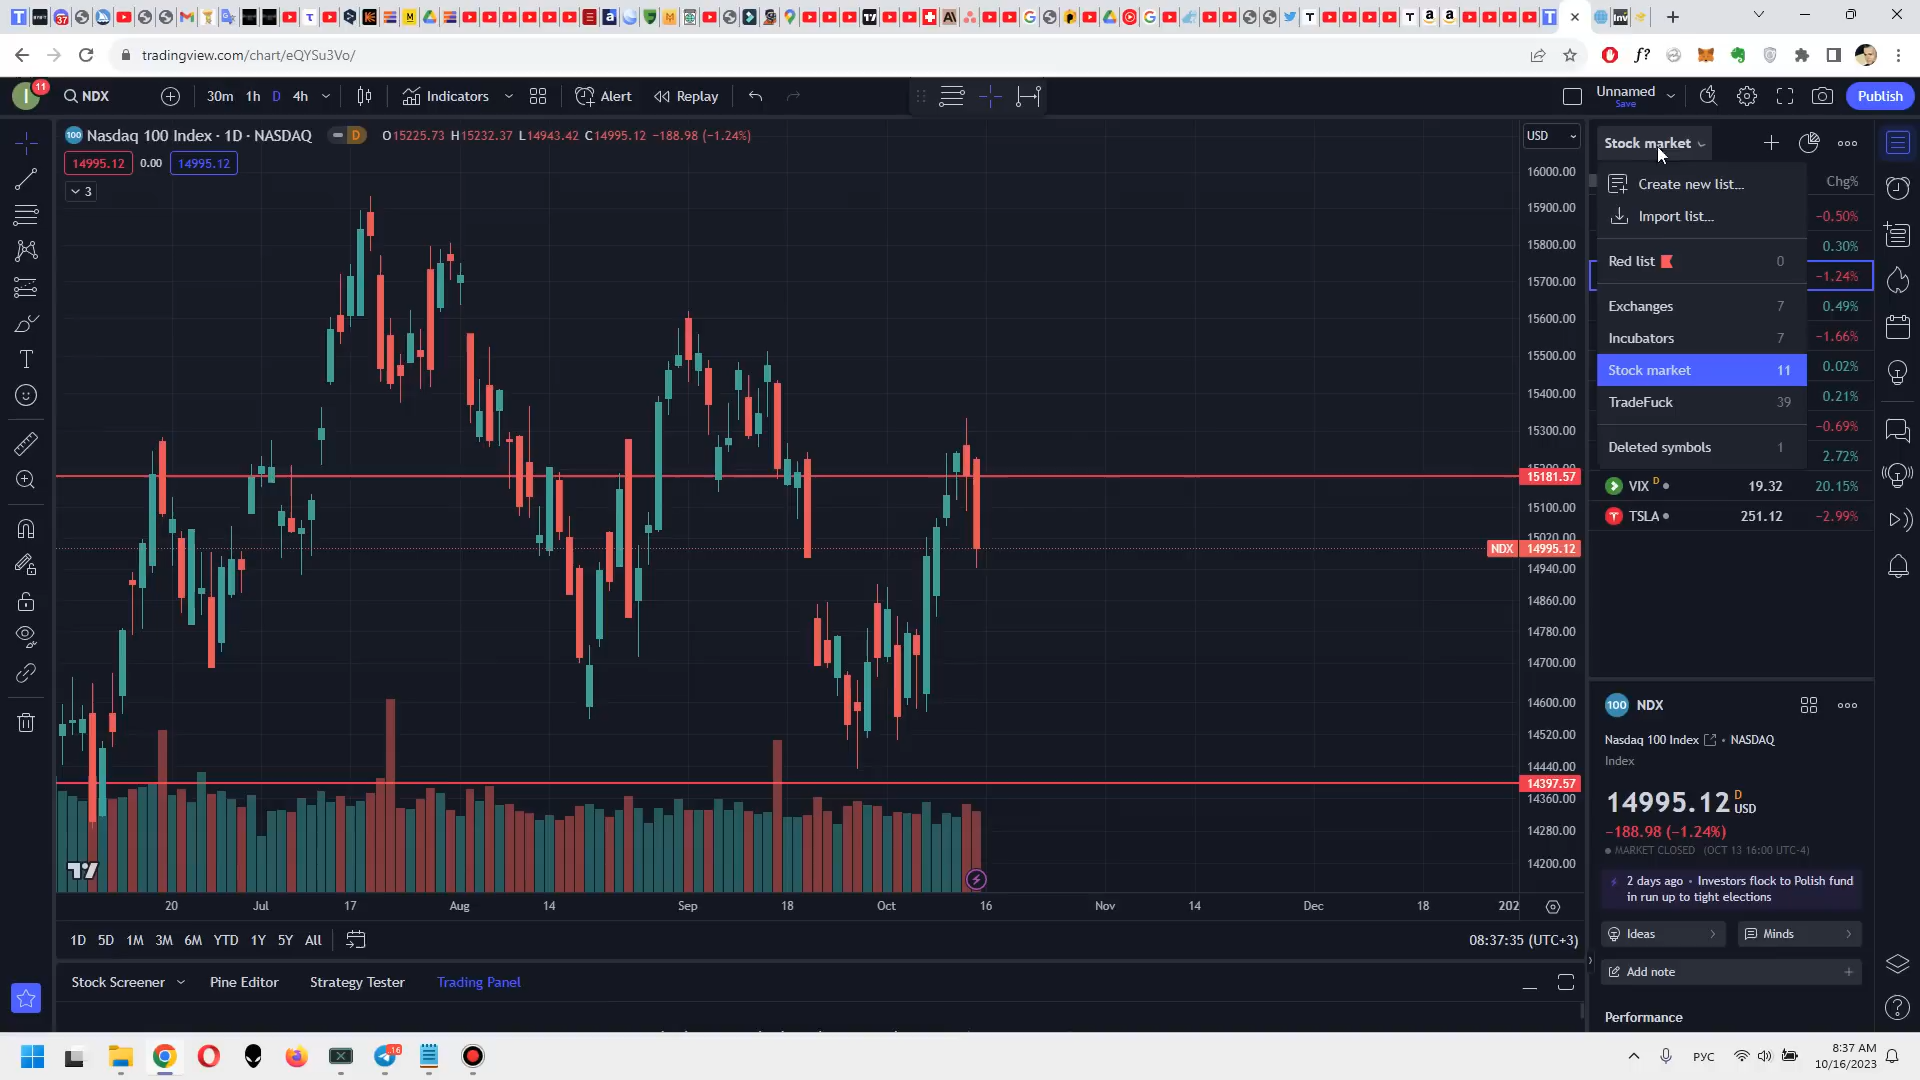 tradingview.com/chart/eQYSu3Vo/
11
NDX
30m 1h D 4h
Indicators
Alert
Replay
Unnamed
Save
Publish
Nasdaq 100 Index · 1D · NASDAQ
D
O15225.73 H15232.37 L14943.42 C14995.12 −188.98 (−1.24%)
14995.12 0.00 14995.12
3
USD
16000.00
15900.00
15800.00
15700.00
15600.00
15500.00
15400.00
15300.00
15181.57
15100.00
NDX 14995.12
14940.00
14860.00
14780.00
14700.00
14600.00
14520.00
14440.00
14397.57
14360.00
14280.00
14200.00
20 Jul 17 Aug 14 Sep 18 Oct 16 Nov 14 Dec 18 202
1D 5D 1M 3M 6M YTD 1Y 5Y All
08:37:35 (UTC+3)
Stock Screener
Pine Editor
Strategy Tester
Trading Panel
Stock market
Create new list...
Import list...
Red list 0
Exchanges 7
Incubators 7
Stock market 11
TradeFuck 39
Deleted symbols 1
Chg%
−0.50%
0.30%
−1.24%
0.49%
−1.66%
0.02%
0.21%
−0.69%
2.72%
VIX D 19.32 20.15%
TSLA 251.12 −2.99%
100 NDX
Nasdaq 100 Index • NASDAQ
Index
14995.12 D USD
−188.98 (−1.24%)
MARKET CLOSED (OCT 13 16:00 UTC-4)
2 days ago • Investors flock to Polish fund
in run up to tight elections
Ideas
Minds
Add note
Performance
16
РУС
8:37 AM
10/16/2023